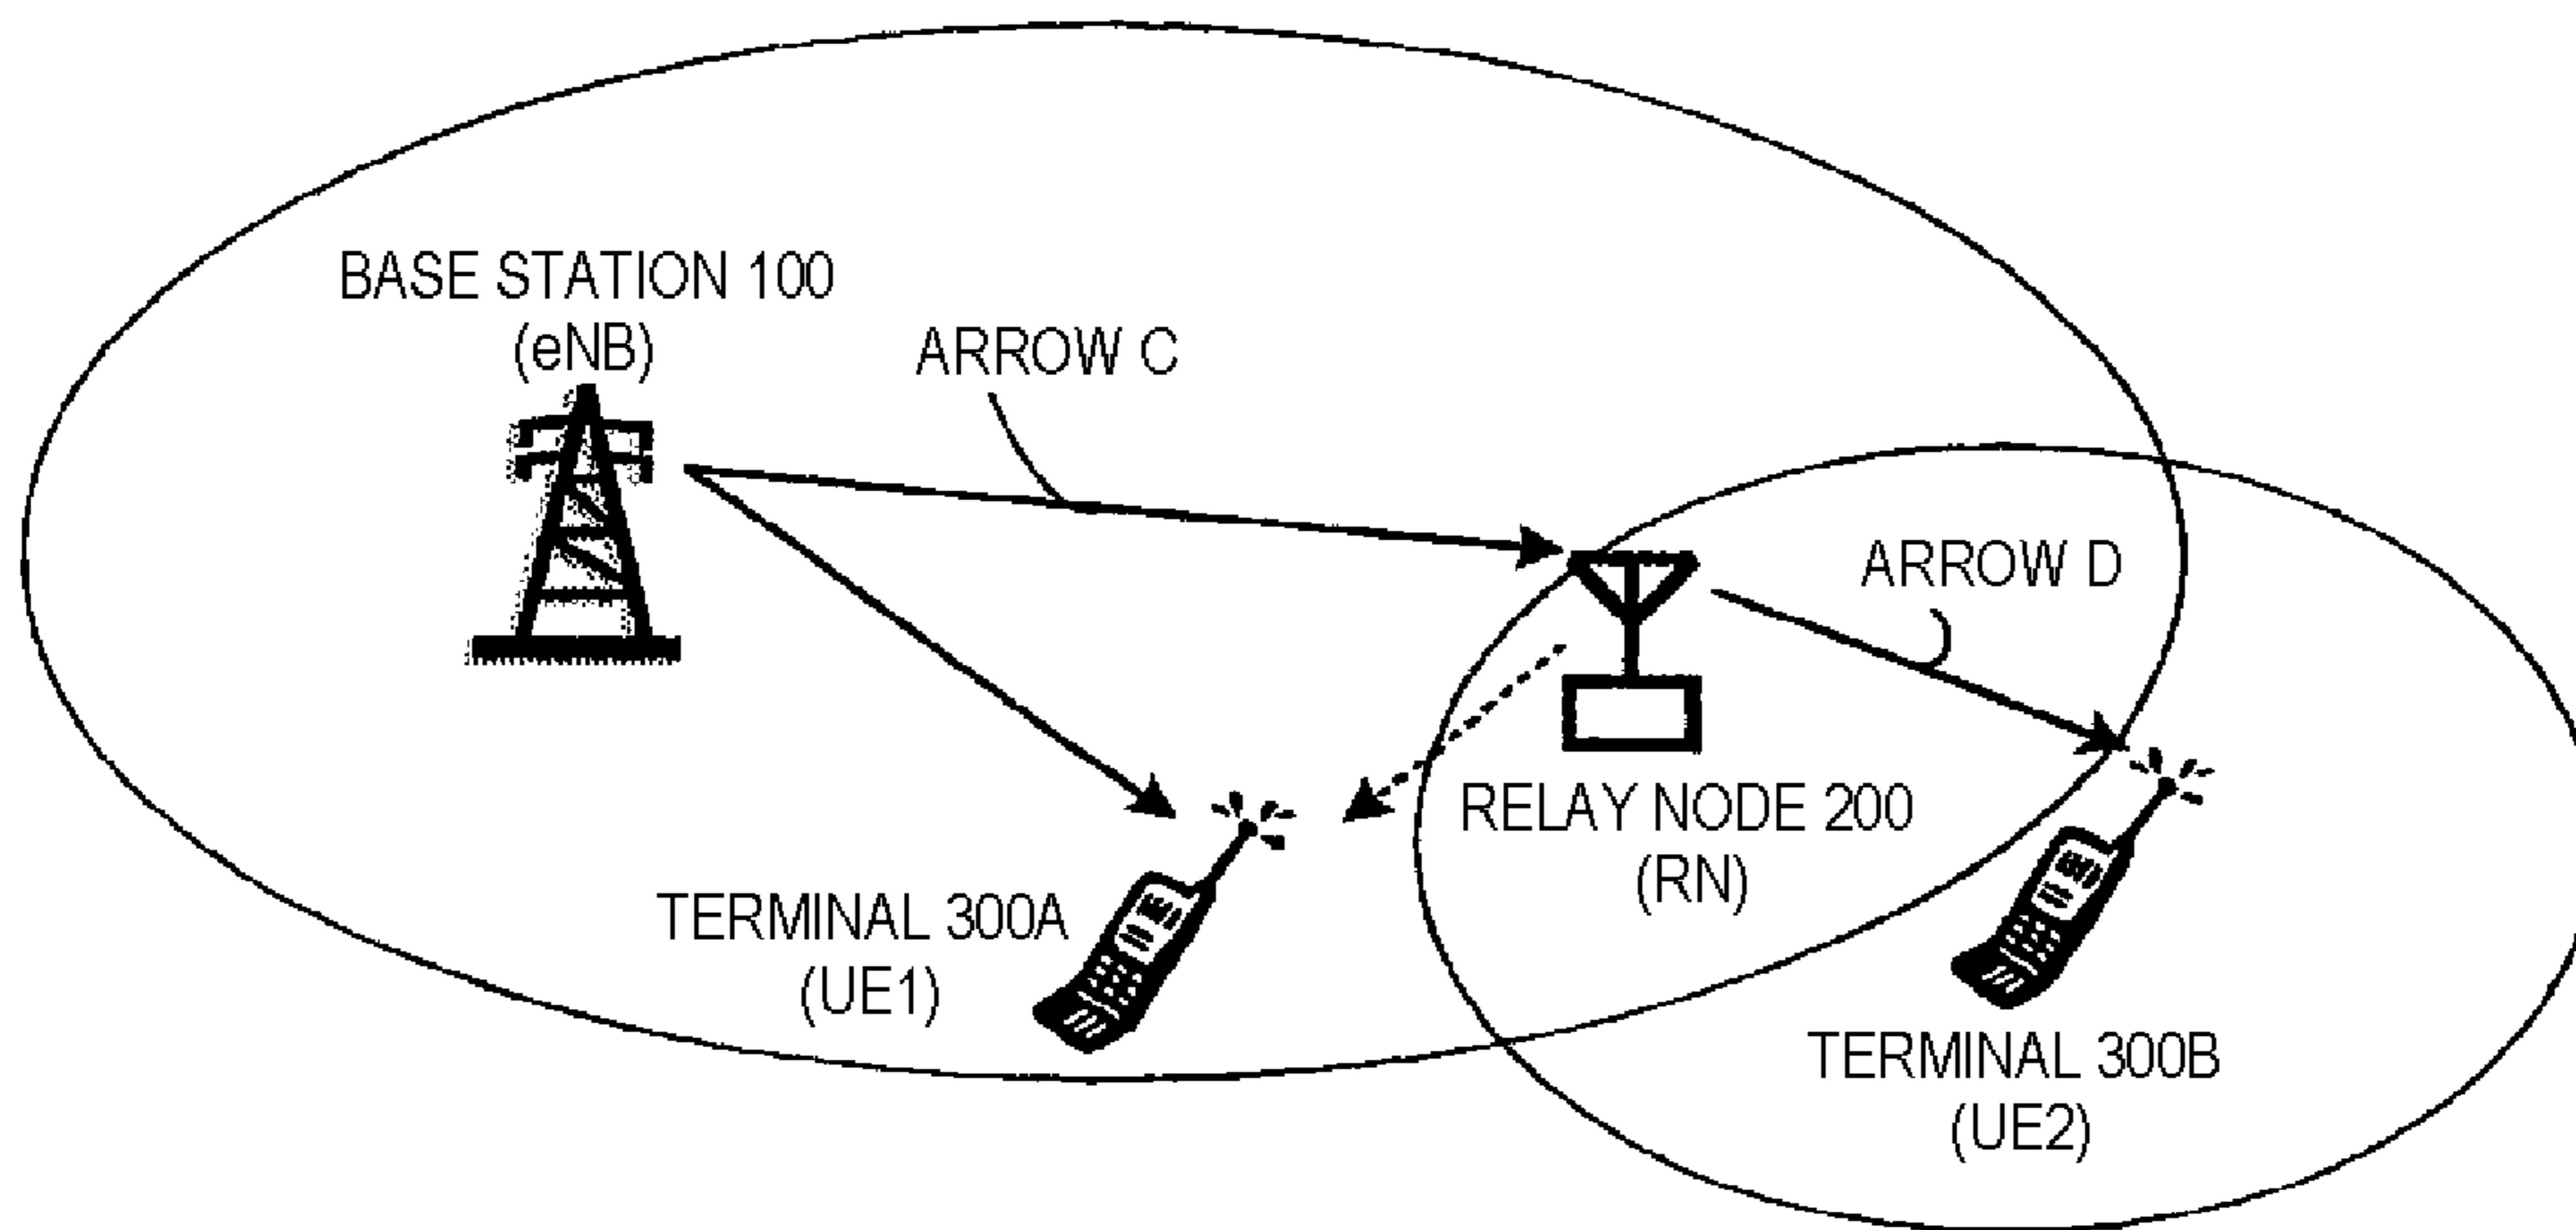 BASE STATION 100
(eNB)
ARROW C
ARROW D
RELAY NODE 200
(RN)
TERMINAL 300A
(UE1)
TERMINAL 300B
(UE2)